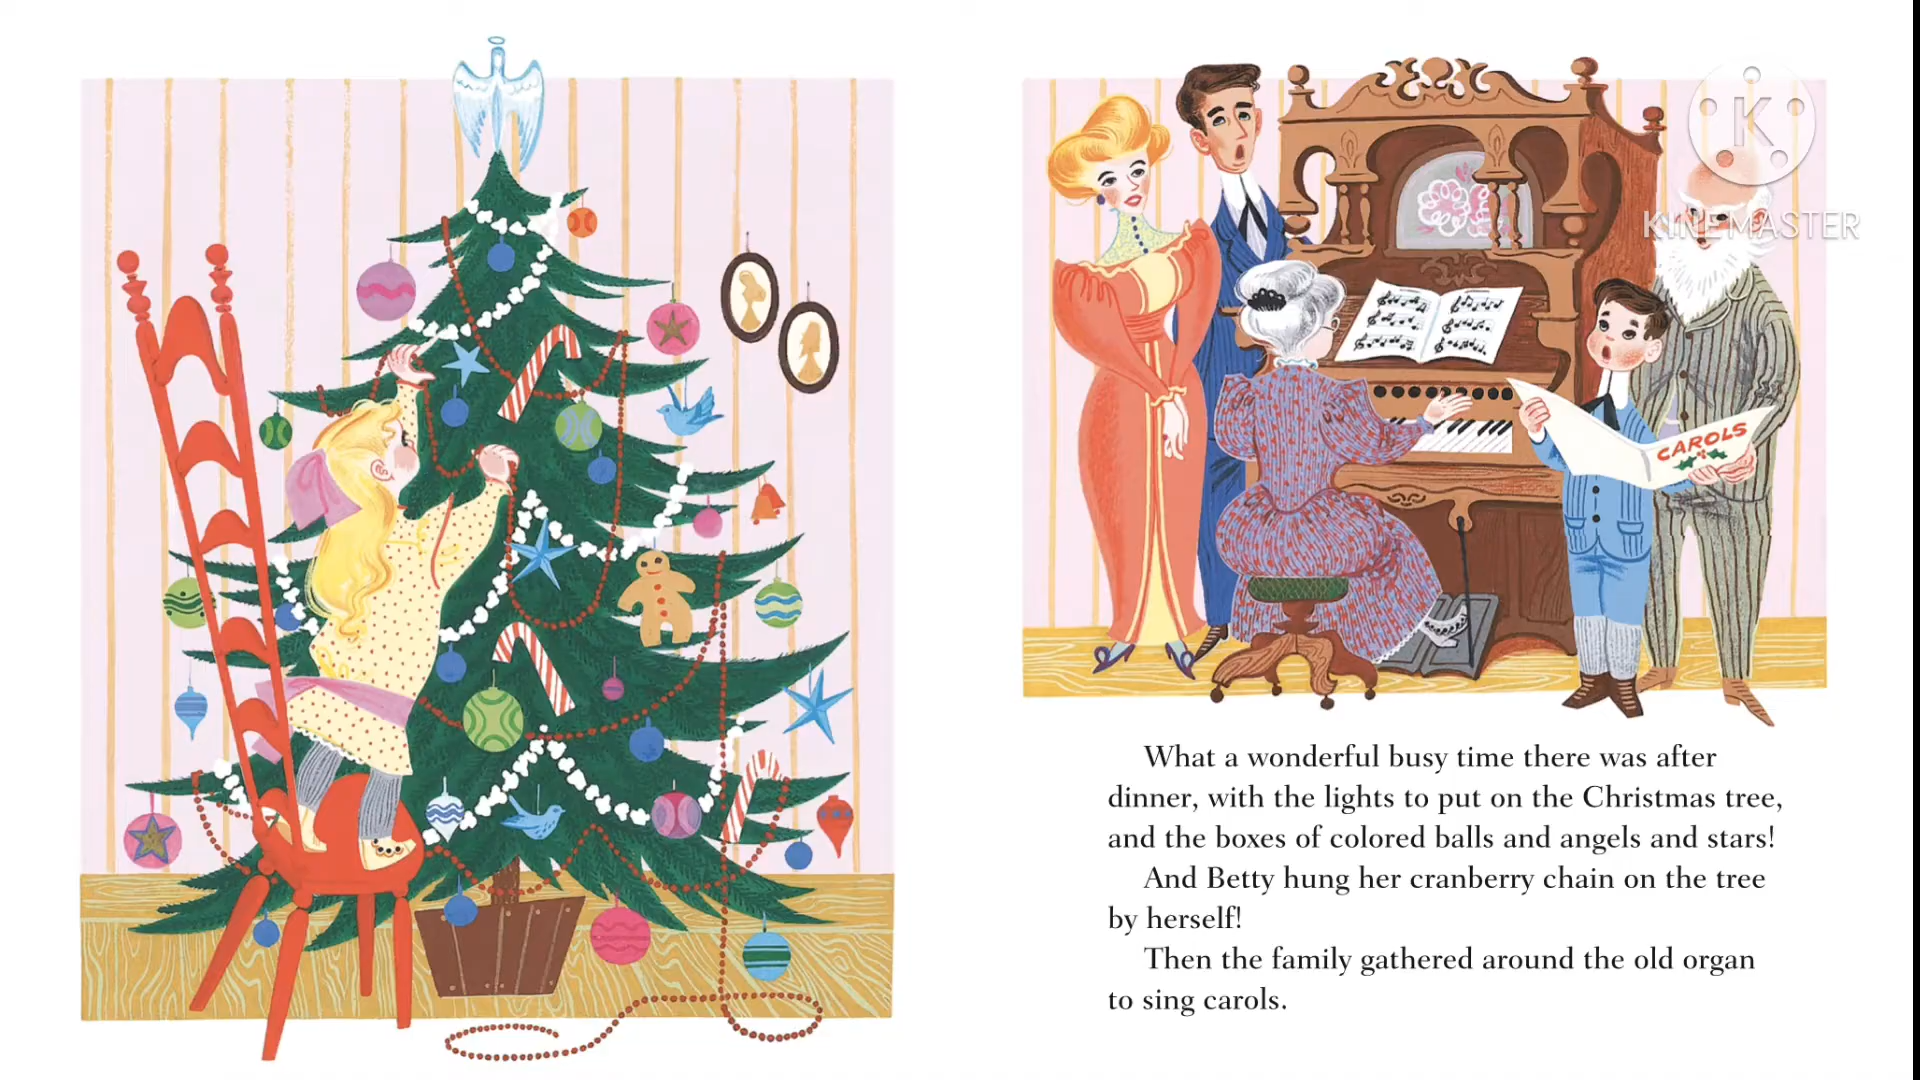 K
KINEMASTER
CAROLS
What a wonderful busy time there was after
dinner, with the lights to put on the Christmas tree,
and the boxes of colored balls and angels and stars!
And Betty hung her cranberry chain on the tree
by herself!
Then the family gathered around the old organ
to sing carols.